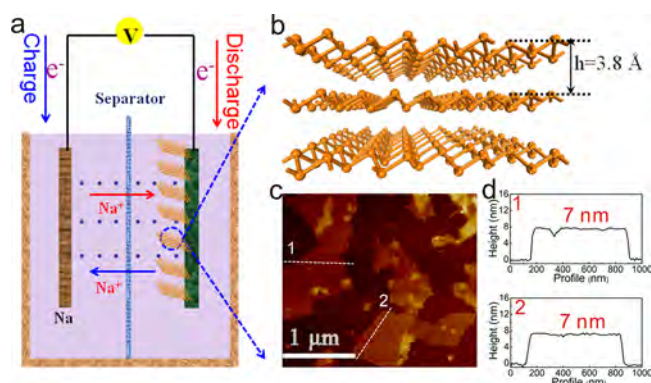 a
V
Charge
e-
Separator
e-
Discharge
Na+
Na+
Na
b
h=3.8 Å
c
1
2
1 μm
d
1
7 nm
Height (nm)
16
12
8
4
0
0 200 400 600 800 1000
Profile (nm)
2
7 nm
Height (nm)
16
12
8
4
0
0 200 400 600 800 1000
Profile (nm)